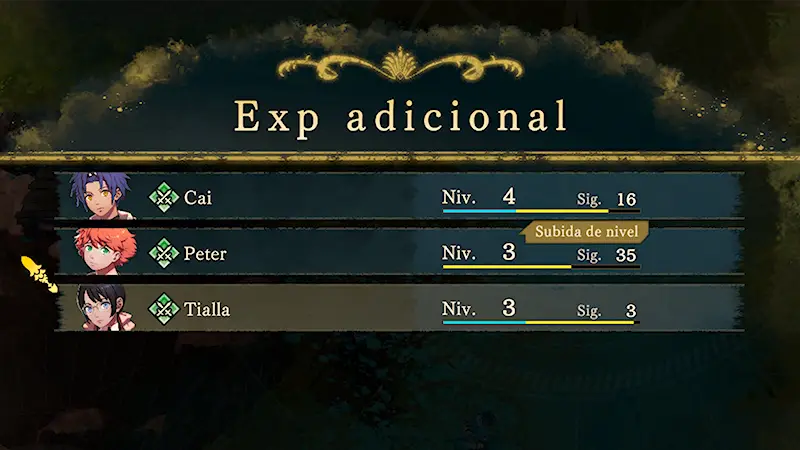 Exp adicional
Cai Niv. 4 Sig. 16
Subida de nivel
Peter Niv. 3 Sig. 35
Tialla Niv. 3 Sig. 3